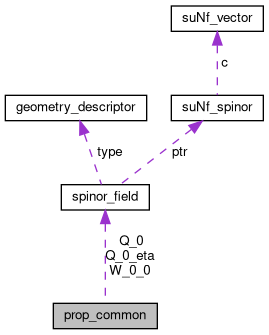 suNf_vector
c
geometry_descriptor
suNf_spinor
type
ptr
spinor_field
Q_0
Q_0_eta
W_0_0
prop_common